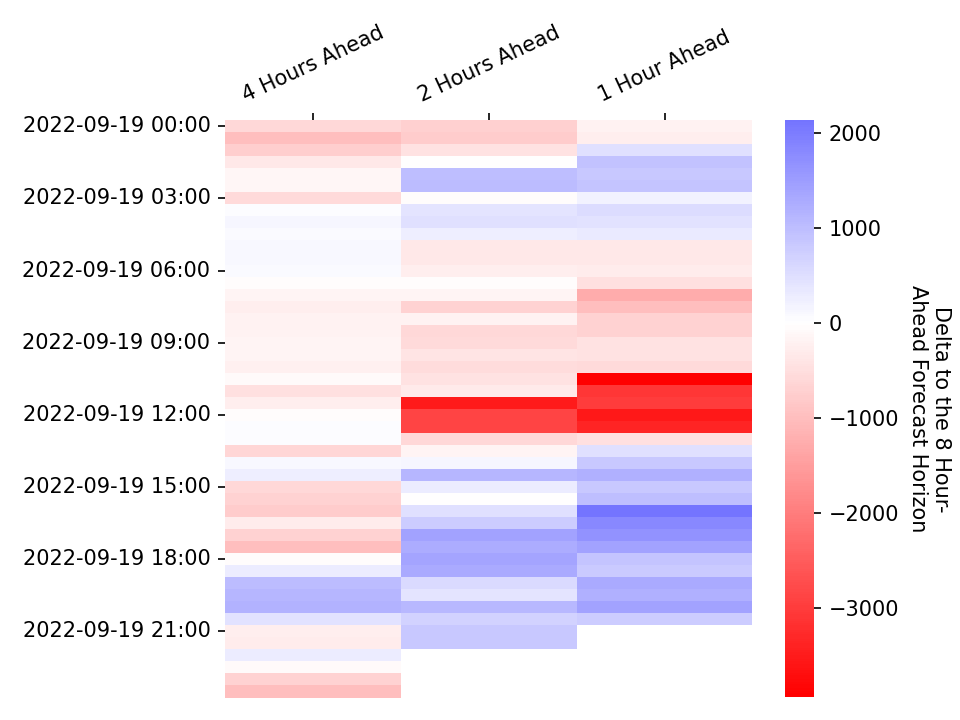 4 Hours Ahead
2 Hours Ahead
1 Hour Ahead
2022-09-19 00:00
2022-09-19 03:00
2022-09-19 06:00
2022-09-19 09:00
2022-09-19 12:00
2022-09-19 15:00
2022-09-19 18:00
2022-09-19 21:00
2000
1000
0
−1000
−2000
−3000
Delta to the 8 Hour-
Ahead Forecast Horizon